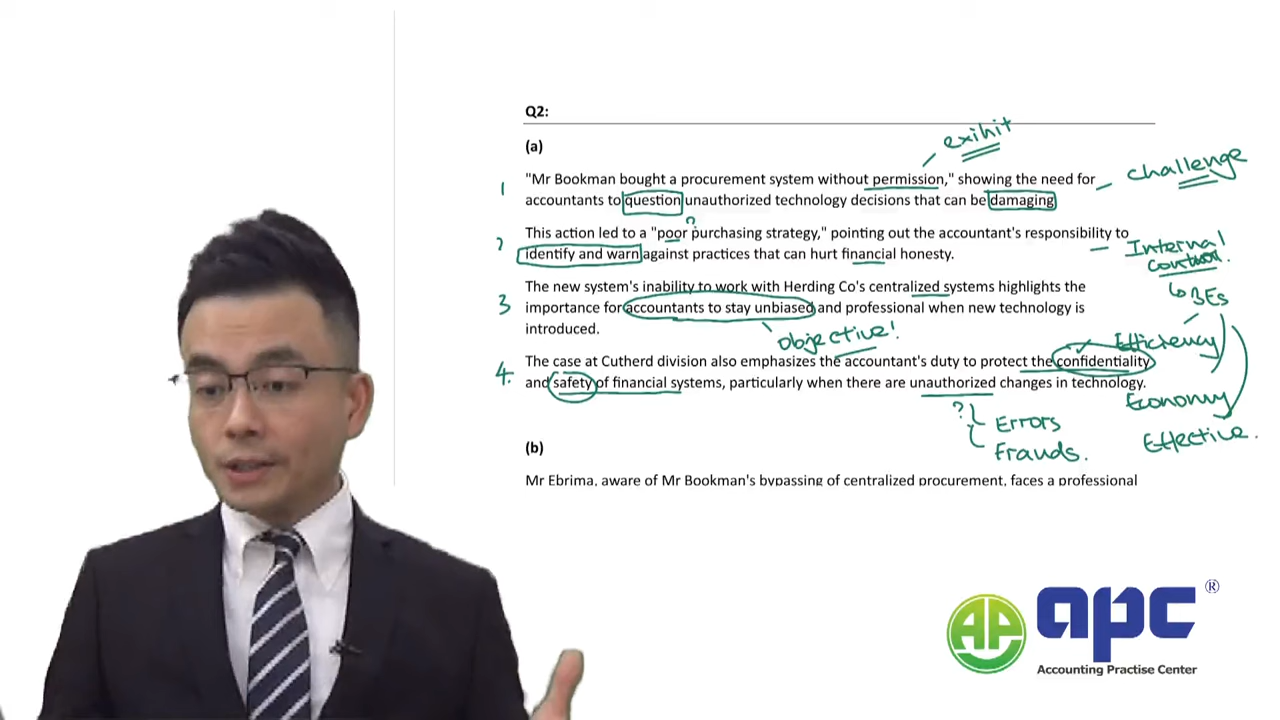 Q2:
exihit
(a)
challenge
1 "Mr Bookman bought a procurement system without permission," showing the need for
accountants to question unauthorized technology decisions that can be damaging
?
2 This action led to a "poor purchasing strategy," pointing out the accountant's responsibility to
identify and warn against practices that can hurt financial honesty.
Internal
control.
3 The new system's inability to work with Herding Co's centralized systems highlights the
importance for accountants to stay unbiased and professional when new technology is
introduced.
↳ 3Es
objective!
Efficiency
4. The case at Cutherd division also emphasizes the accountant's duty to protect the confidentiality
and safety of financial systems, particularly when there are unauthorized changes in technology.
Economy
Effective.
? Errors
Frauds.
(b)
Mr Ebrima, aware of Mr Bookman's bypassing of centralized procurement, faces a professional
AP
apc ®
Accounting Practise Center